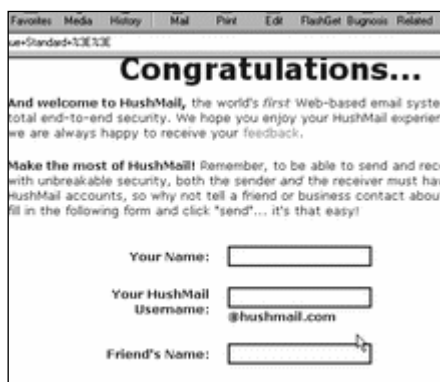 Favorites Media History Mail Print Edit FlashGet Bugnosis Related
ue+Standard+%3E%3E
Congratulations...
And welcome to HushMail, the world's first Web-based email syste
total end-to-end security. We hope you enjoy your HushMail experien
we are always happy to receive your feedback.
Make the most of HushMail! Remember, to be able to send and rece
with unbreakable security, both the sender and the receiver must hav
HushMail accounts, so why not tell a friend or business contact about
fill in the following form and click "send"... it's that easy!
Your Name:
Your HushMail
Username:
@hushmail.com
Friend's Name: